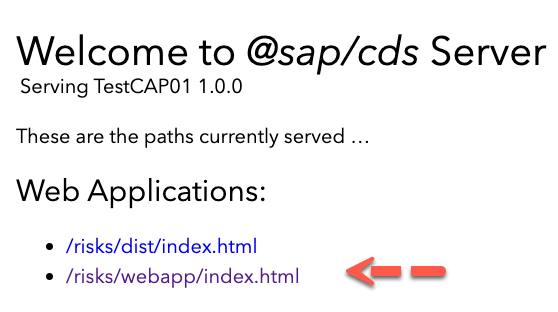 Welcome to @sap/cds Server
Serving TestCAP01 1.0.0
These are the paths currently served …
Web Applications:
• /risks/dist/index.html
• /risks/webapp/index.html